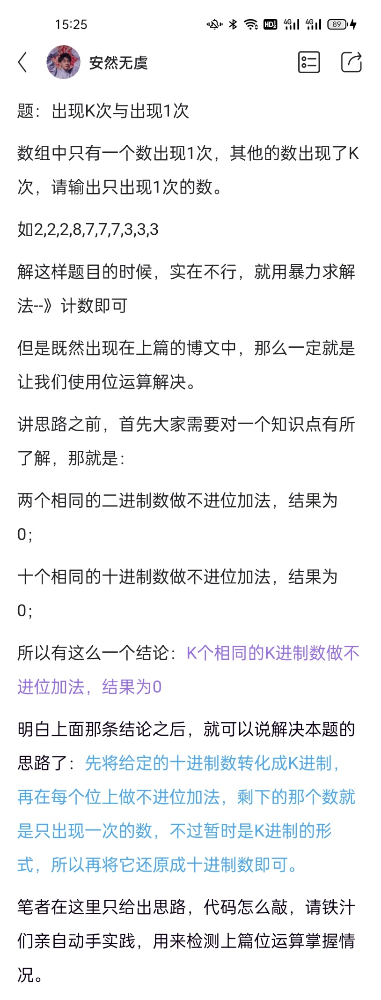 15:25
HD 4G 4G 89
安然无虞
题：出现K次与出现1次
数组中只有一个数出现1次，其他的数出现了K
次，请输出只出现1次的数。
如2,2,2,8,7,7,7,3,3,3
解这样题目的时候，实在不行，就用暴力求解
法--》计数即可
但是既然出现在上篇的博文中，那么一定就是
让我们使用位运算解决。
讲思路之前，首先大家需要对一个知识点有所
了解，那就是：
两个相同的二进制数做不进位加法，结果为
0；
十个相同的十进制数做不进位加法，结果为
0；
所以有这么一个结论：K个相同的K进制数做不
进位加法，结果为0
明白上面那条结论之后，就可以说解决本题的
思路了：先将给定的十进制数转化成K进制，
再在每个位上做不进位加法，剩下的那个数就
是只出现一次的数，不过暂时是K进制的形
式，所以再将它还原成十进制数即可。
笔者在这里只给出思路，代码怎么敲，请铁汁
们亲自动手实践，用来检测上篇位运算掌握情
况。